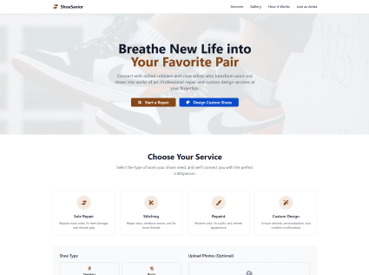 ShoeSavior
Services
Gallery
How It Works
Join as Artist
Breathe New Life into
Your Favorite Pair
Connect with skilled cobblers and shoe artists who transform worn-out
shoes into works of art. Professional repair and custom design services at
your fingertips.
Start a Repair
Design Custom Shoes
Choose Your Service
Select the type of work your shoes need and we'll connect you with the perfect
craftsperson.
Sole Repair
Stitching
Repaint
Custom Design
Shoe Type
Upload Photos (Optional)